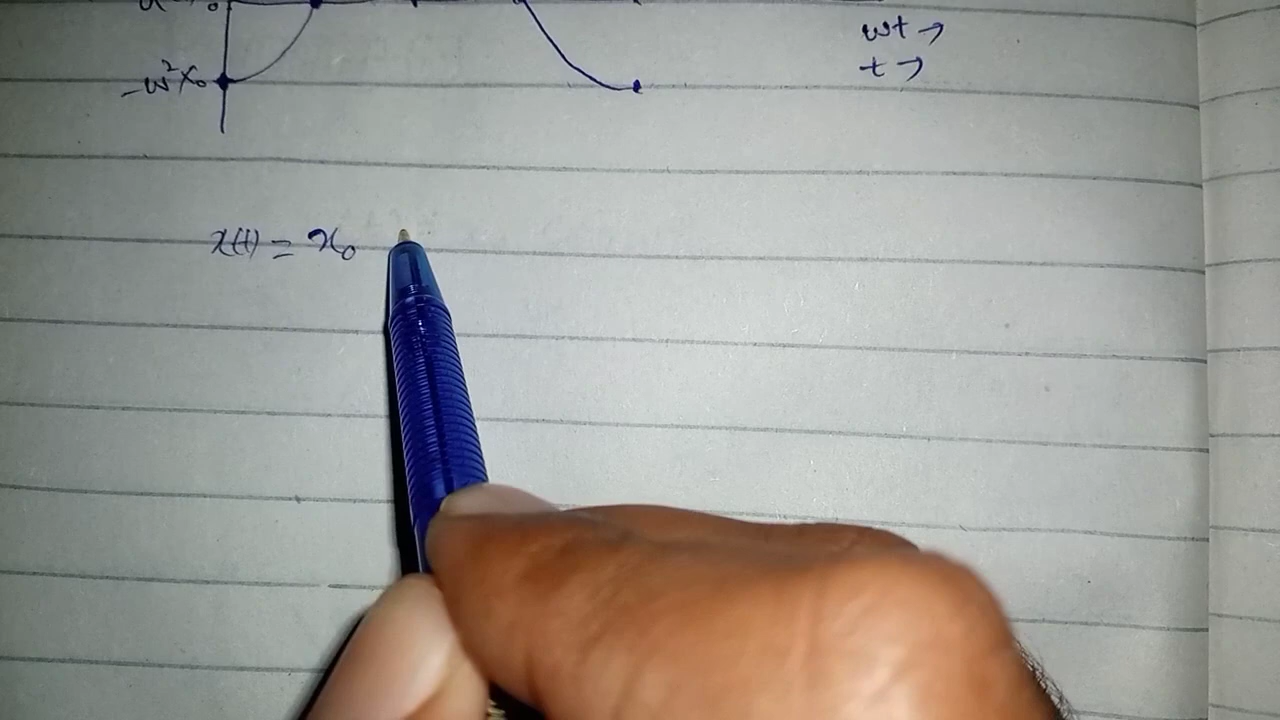 ωt →
t →
-ω²x₀
x(t) = x₀